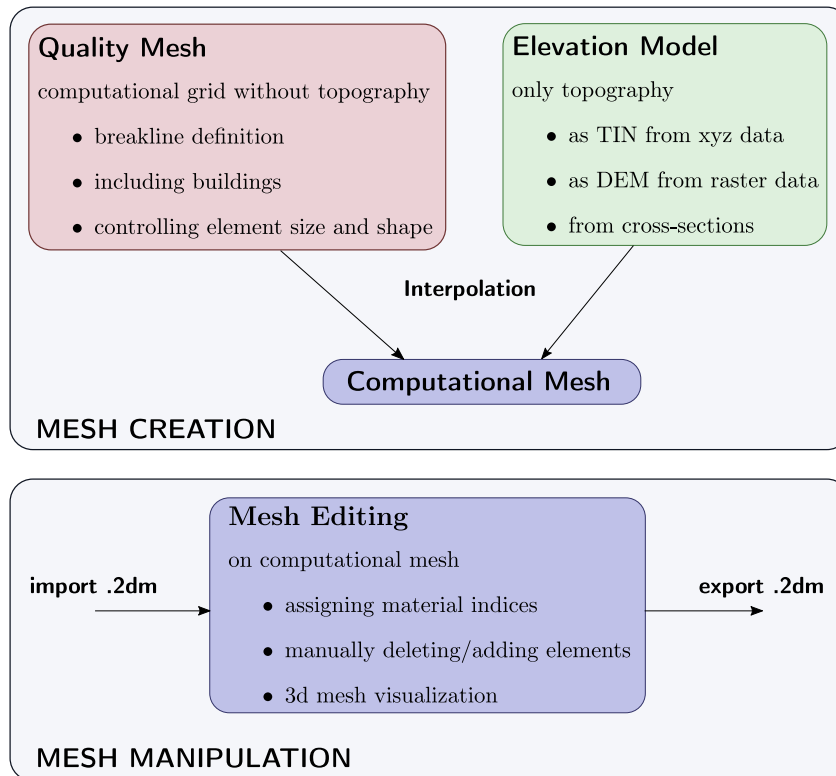 Quality Mesh
computational grid without topography
• breakline definition
• including buildings
• controlling element size and shape
Elevation Model
only topography
• as TIN from xyz data
• as DEM from raster data
• from cross-sections
Interpolation
Computational Mesh
MESH CREATION
Mesh Editing
on computational mesh
• assigning material indices
• manually deleting/adding elements
• 3d mesh visualization
import .2dm
export .2dm
MESH MANIPULATION